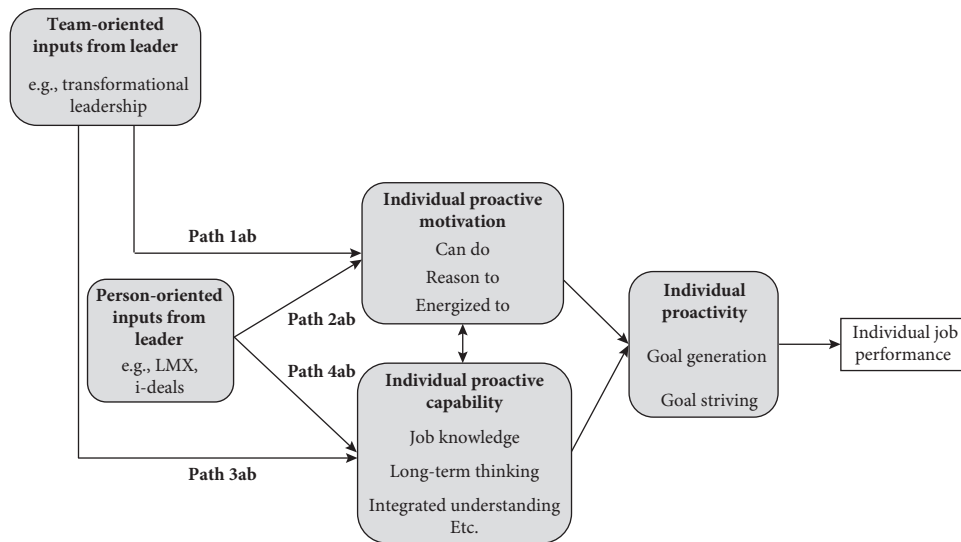 Team-oriented
inputs from leader
e.g., transformational
leadership
Path 1ab
Individual proactive
motivation
Can do
Reason to
Energized to
Person-oriented
inputs from
leader
e.g., LMX,
i-deals
Path 2ab
Path 4ab
Path 3ab
Individual proactive
capability
Job knowledge
Long-term thinking
Integrated understanding
Etc.
Individual
proactivity
Goal generation
Goal striving
Individual job
performance